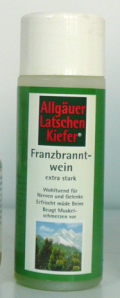 Allgäuer
Latschen
Kiefer®
Franzbrannt-
wein
extra stark
Wohltuend für
Nerven und Gelenke
Erfrischt müde Beine
Beugt Muskel-
schmerzen vor